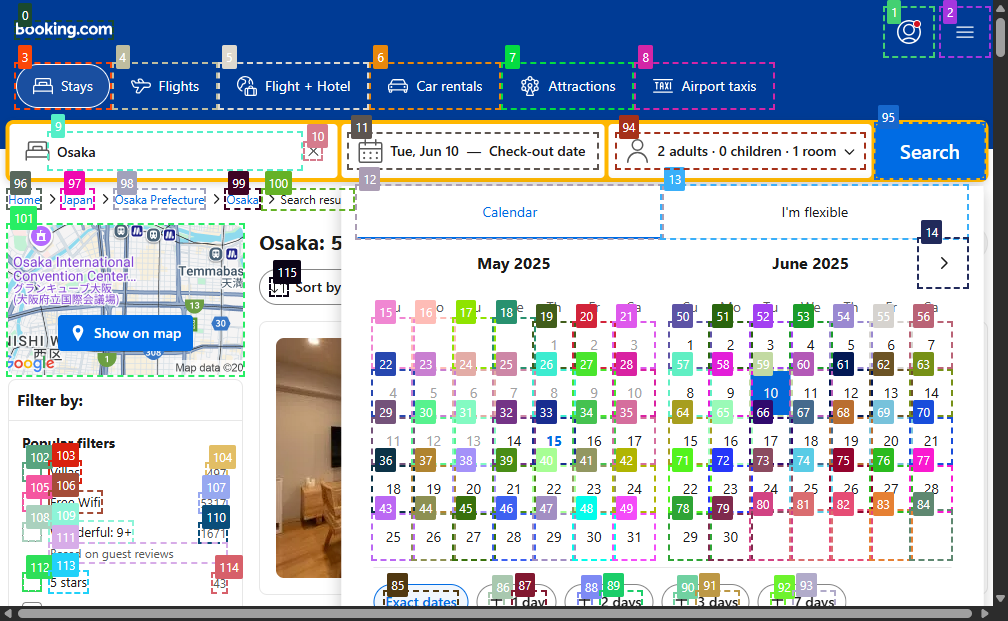 Booking.com
Stays
Flights
Flight + Hotel
Car rentals
Attractions
Airport taxis
Osaka
Tue, Jun 10 — Check-out date
2 adults · 0 children · 1 room
Search
Home > Japan > Osaka Prefecture > Osaka > Search resu
Calendar
I'm flexible
Osaka International
Convention Center...
グランキューブ大阪
(大阪府立国際会議場)
Temmabas
天満
13
30
西区
1
308
Show on map
Google
Map data ©20
Osaka: 5
Sort by
Filter by:
Popular filters
Free Wifi
derful: 9+
1671
Based on guest reviews
5 stars
43
May 2025
1 2 3
4 5 6 7 8 9 10
11 12 13 14 15 16 17
18 19 20 21 22 23 24
25 26 27 28 29 30 31
June 2025
1 2 3 4 5 6 7
8 9 10 11 12 13 14
15 16 17 18 19 20 21
22 23 24 25 26 27 28
29 30
Exact dates
1 day
2 days
3 days
7 days
0
1
2
3
4
5
6
7
8
9
10
11
12
13
14
15
16
17
18
19
20
21
22
23
24
25
26
27
28
29
30
31
32
33
34
35
36
37
38
39
40
41
42
43
44
45
46
47
48
49
50
51
52
53
54
55
56
57
58
59
60
61
62
63
64
65
66
67
68
69
70
71
72
73
74
75
76
77
78
79
80
81
82
83
84
85
86
87
88
89
90
91
92
93
94
95
96
97
98
99
100
101
102
103
104
105
106
107
108
109
110
111
112
113
114
115